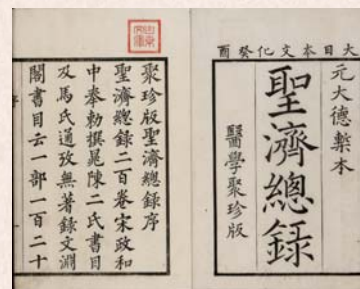 大日本文化癸酉
元大德槧本
聖濟總錄
醫學聚珍版
聚珍版聖濟總錄序
聖濟總錄二百卷宋政和
中奉勅撰晁陳二氏書目
及馬氏通攷無著錄文淵
閣書目云一部一百二十